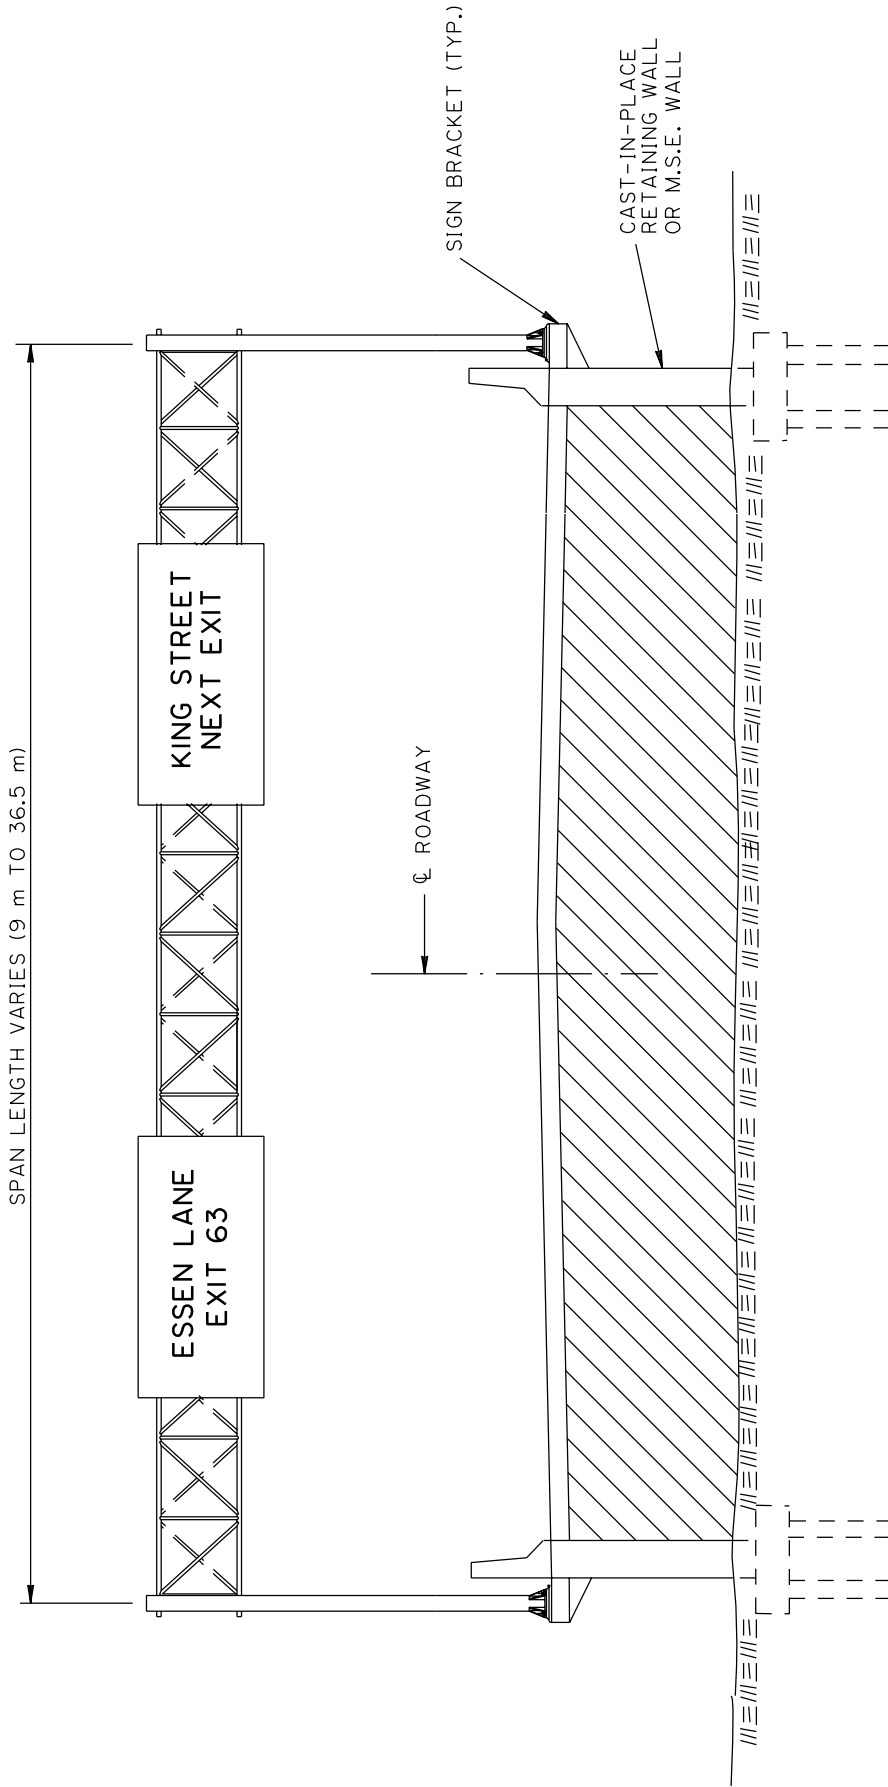 SPAN LENGTH VARIES (9 m TO 36.5 m)
ESSEN LANE
EXIT 63
KING STREET
NEXT EXIT
℄ ROADWAY
SIGN BRACKET (TYP.)
CAST-IN-PLACE
RETAINING WALL
OR M.S.E. WALL